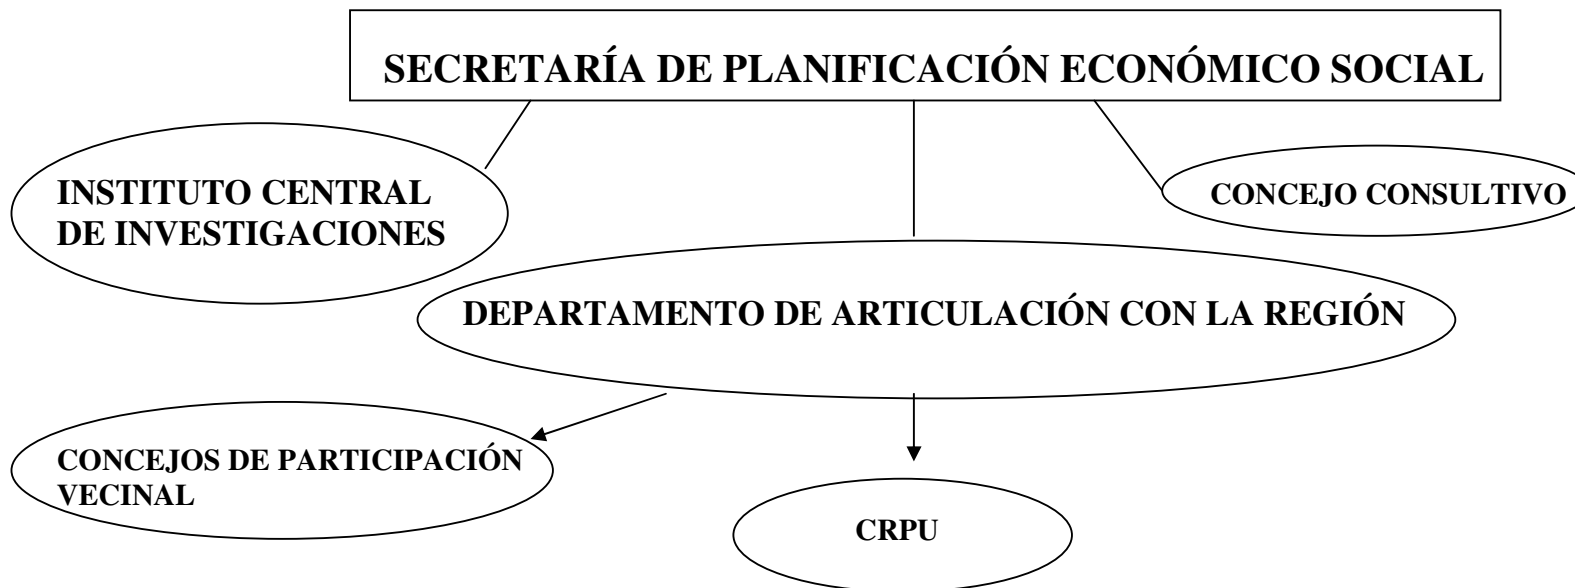 SECRETARÍA DE PLANIFICACIÓN ECONÓMICO SOCIAL
INSTITUTO CENTRAL
DE INVESTIGACIONES
CONCEJO CONSULTIVO
DEPARTAMENTO DE ARTICULACIÓN CON LA REGIÓN
CONCEJOS DE PARTICIPACIÓN
VECINAL
CRPU